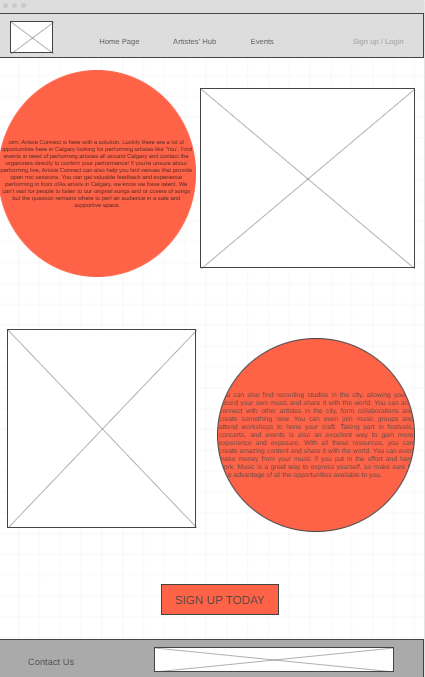 Home Page
Artistes' Hub
Events
Sign up / Login
orm. Artiste Connect is here with a solution. Luckily there are a lot of
opportunities here in Calgary looking for performing artistes like 'You'. Find
events in need of performing artistes all around Calgary and contact the
organizers directly to confirm your performance! If you're unsure about
performing live, Artiste Connect can also help you find venues that provide
open mic sessions. You can get valuable feedback and experience
performing in front of As artists in Calgary, we know we have talent. We
can't wait for people to listen to our original songs and or covers of songs
but the question remains where to perf an audience in a safe and
supportive space.
u can also find recording studios in the city, allowing you
cord your own music and share it with the world. You can als
connect with other artistes in the city, form collaborations and
create something new. You can even join music groups and
attend workshops to hone your craft. Taking part in festivals,
concerts, and events is also an excellent way to gain more
experience and exposure. With all these resources, you can
create amazing content and share it with the world. You can even
make money from your music if you put in the effort and hard
ork. Music is a great way to express yourself, so make sure
e advantage of all the opportunities available to you.
SIGN UP TODAY
Contact Us